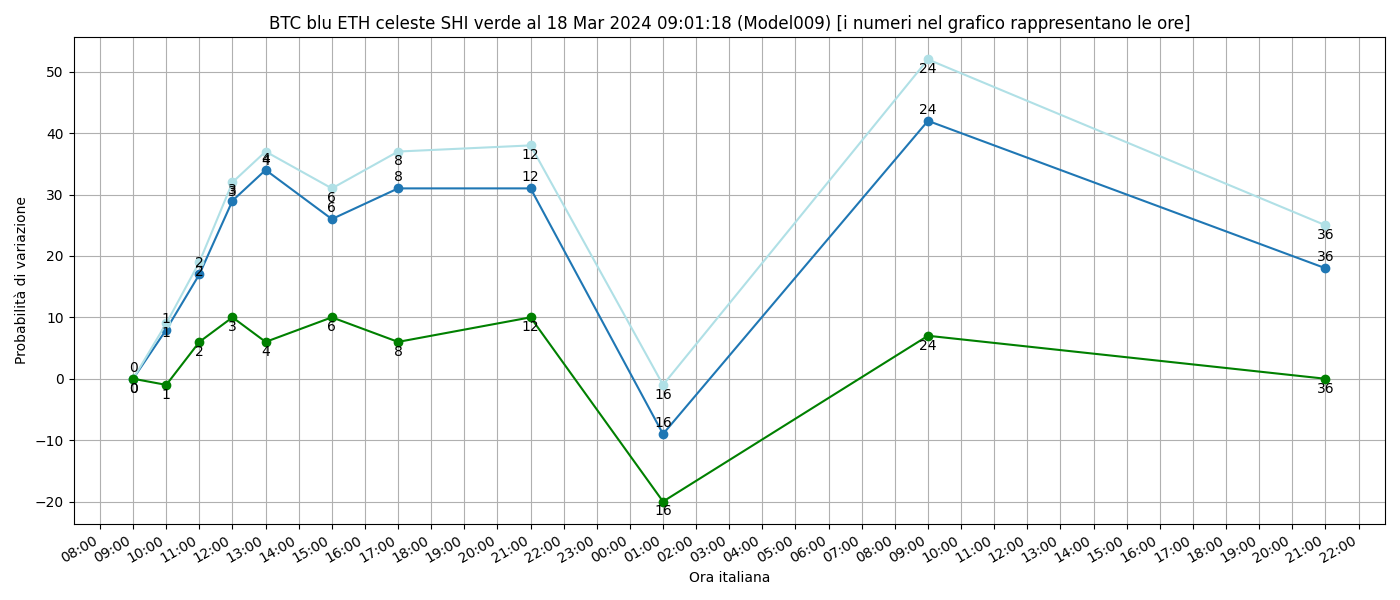 BTC blu ETH celeste SHI verde al 18 Mar 2024 09:01:18 (Model009) [i numeri nel grafico rappresentano le ore]
Probabilità di variazione
50
40
30
20
10
0
−10
−20
0 1 2 3 4 6 8 12 16 24 36
0 1 2 3 4 6 8 12 16 24 36
0 1 2 3 4 6 8 12 16 24 36
08:00 09:00 10:00 11:00 12:00 13:00 14:00 15:00 16:00 17:00 18:00 19:00 20:00 21:00 22:00 23:00 00:00 01:00 02:00 03:00 04:00 05:00 06:00 07:00 08:00 09:00 10:00 11:00 12:00 13:00 14:00 15:00 16:00 17:00 18:00 19:00 20:00 21:00 22:00
Ora italiana